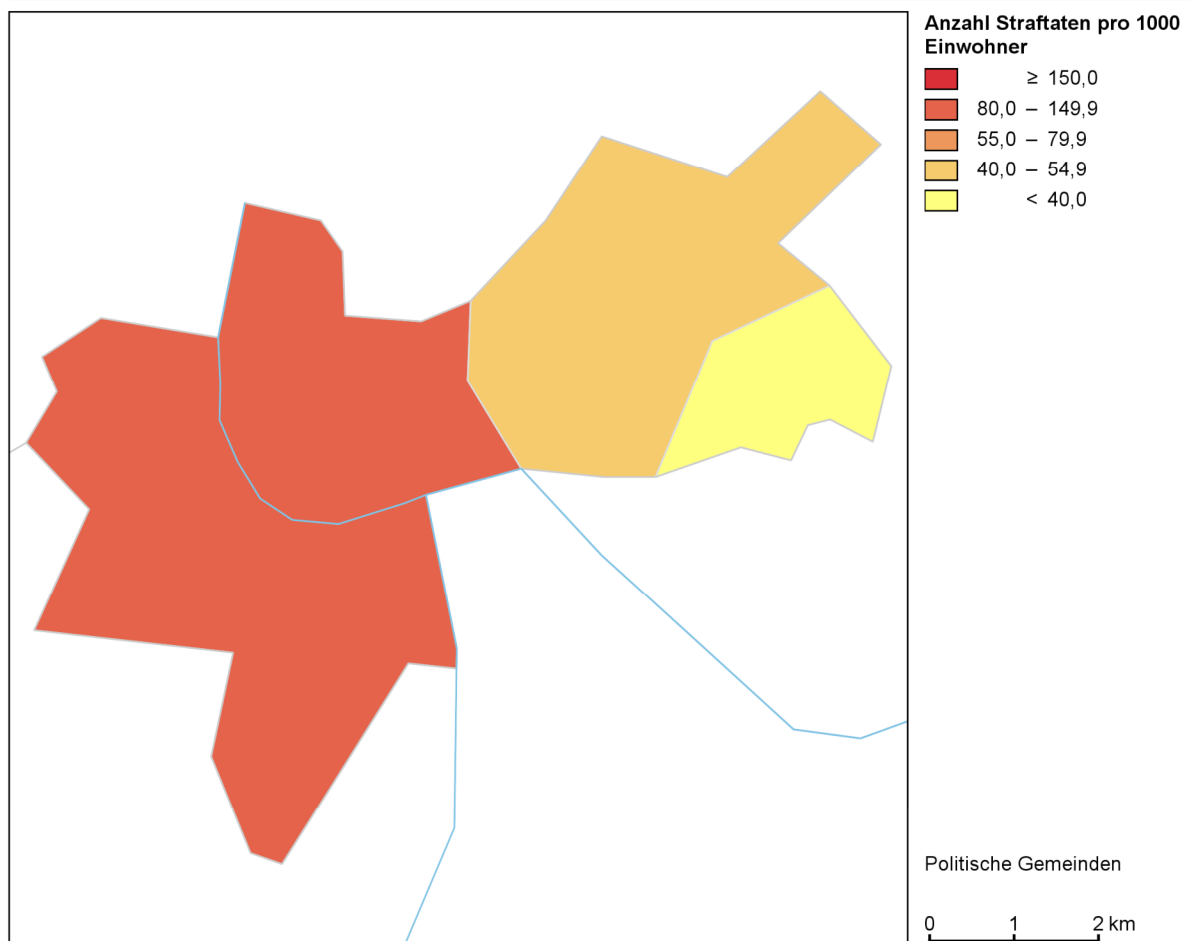 Anzahl Straftaten pro 1000
Einwohner
≥ 150,0
80,0 – 149,9
55,0 – 79,9
40,0 – 54,9
< 40,0
Politische Gemeinden
0 1 2 km